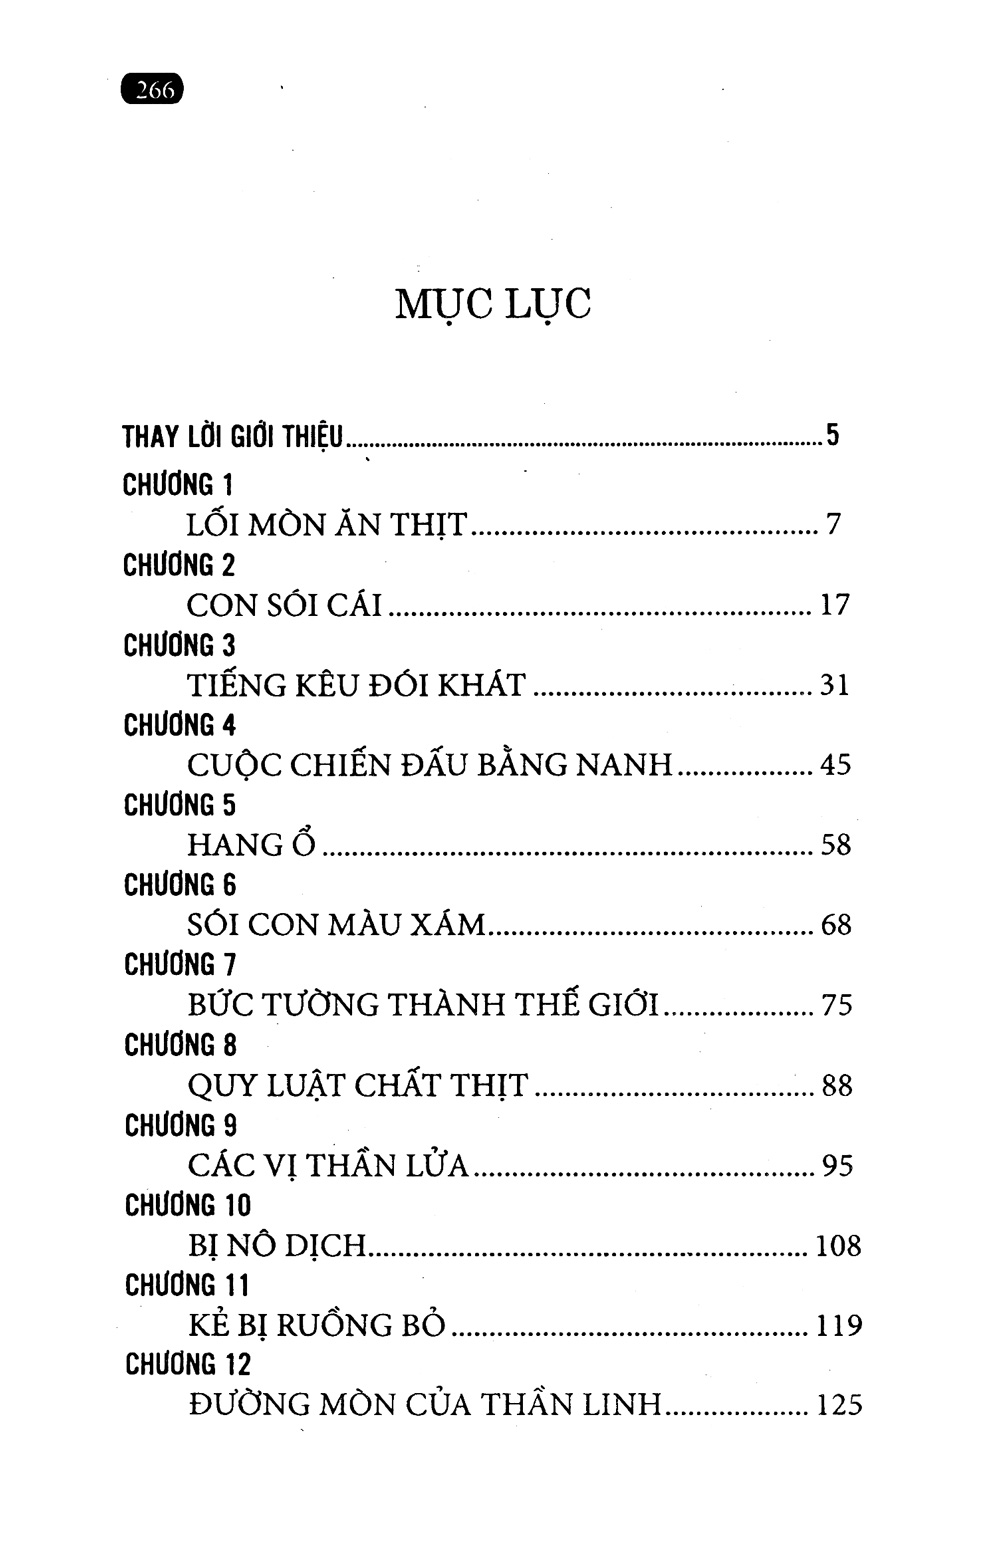 266
MỤC LỤC
THAY LỜI GIỚI THIỆU........................5
CHƯƠNG 1
LỐI MÒN ĂN THỊT........................7
CHƯƠNG 2
CON SÓI CÁI........................17
CHƯƠNG 3
TIẾNG KÊU ĐÓI KHÁT........................31
CHƯƠNG 4
CUỘC CHIẾN ĐẤU BẰNG NANH........................45
CHƯƠNG 5
HANG Ổ........................58
CHƯƠNG 6
SÓI CON MÀU XÁM........................68
CHƯƠNG 7
BỨC TƯỜNG THÀNH THẾ GIỚI........................75
CHƯƠNG 8
QUY LUẬT CHẤT THỊT........................88
CHƯƠNG 9
CÁC VỊ THẦN LỬA........................95
CHƯƠNG 10
BỊ NÔ DỊCH........................108
CHƯƠNG 11
KẺ BỊ RUỒNG BỎ........................119
CHƯƠNG 12
ĐƯỜNG MÒN CỦA THẦN LINH........................125